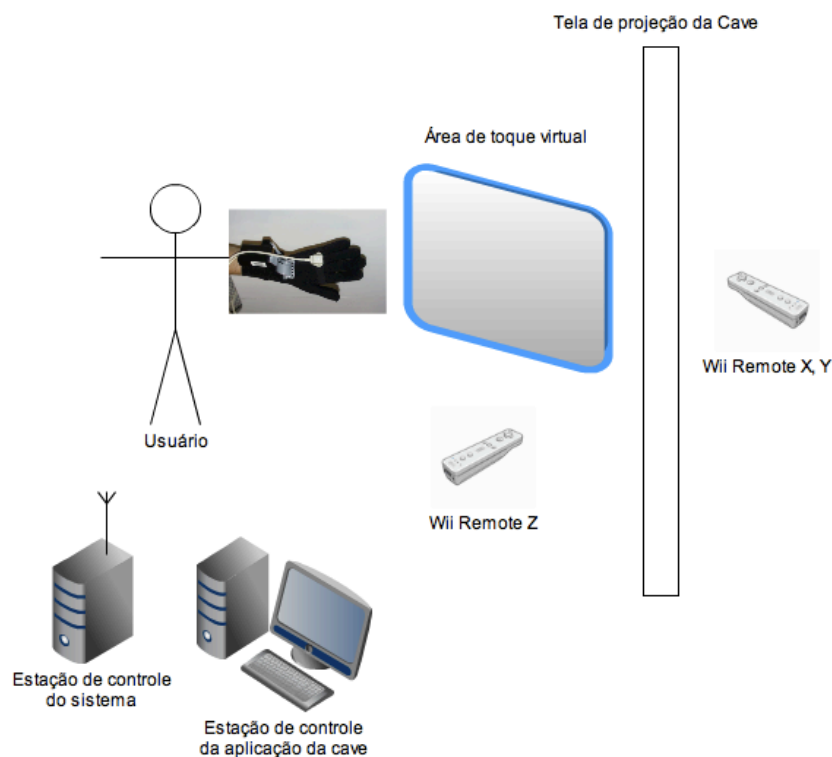 Tela de projeção da Cave
Área de toque virtual
Wii Remote X, Y
Usuário
Wii Remote Z
Estação de controle
do sistema
Estação de controle
da aplicação da cave